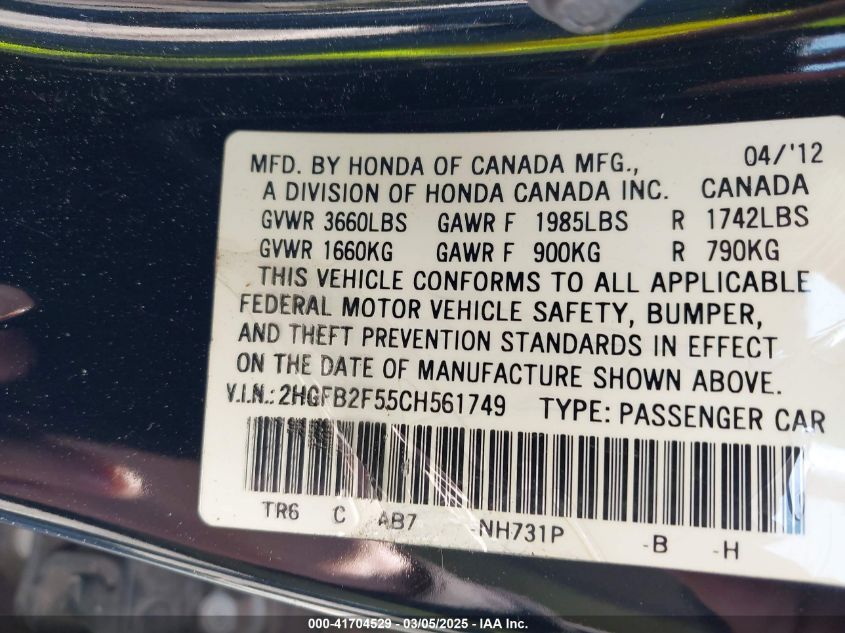 MFD. BY HONDA OF CANADA MFG., 04/'12
A DIVISION OF HONDA CANADA INC. CANADA
GVWR 3660LBS GAWR F 1985LBS R 1742LBS
GVWR 1660KG GAWR F 900KG R 790KG
THIS VEHICLE CONFORMS TO ALL APPLICABLE
FEDERAL MOTOR VEHICLE SAFETY, BUMPER,
AND THEFT PREVENTION STANDARDS IN EFFECT
ON THE DATE OF MANUFACTURE SHOWN ABOVE.
V.I.N.: 2HGFB2F55CH561749 TYPE: PASSENGER CAR
TR6 C AB7 -NH731P -B -H
000-41704529 - 03/05/2025 - IAA, Inc.